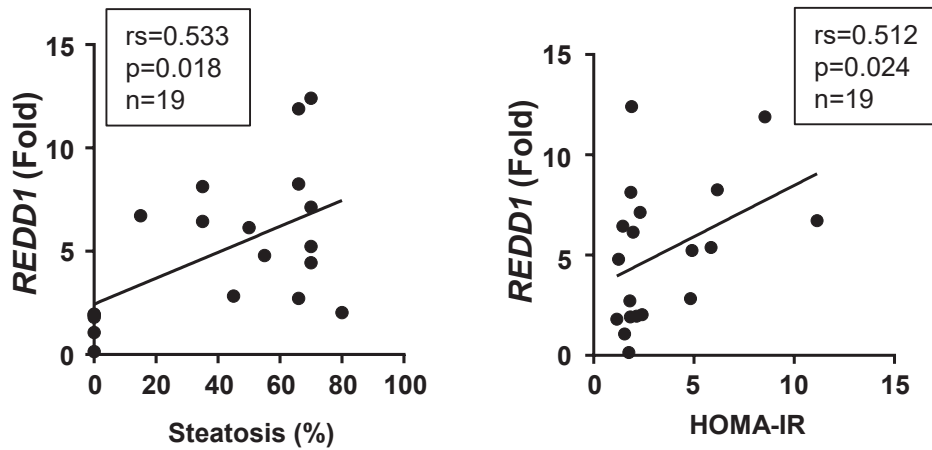 rs=0.533
p=0.018
n=19
REDD1 (Fold)
15
10
5
0
0 20 40 60 80 100
Steatosis (%)
rs=0.512
p=0.024
n=19
REDD1 (Fold)
15
10
5
0
0 5 10 15
HOMA-IR